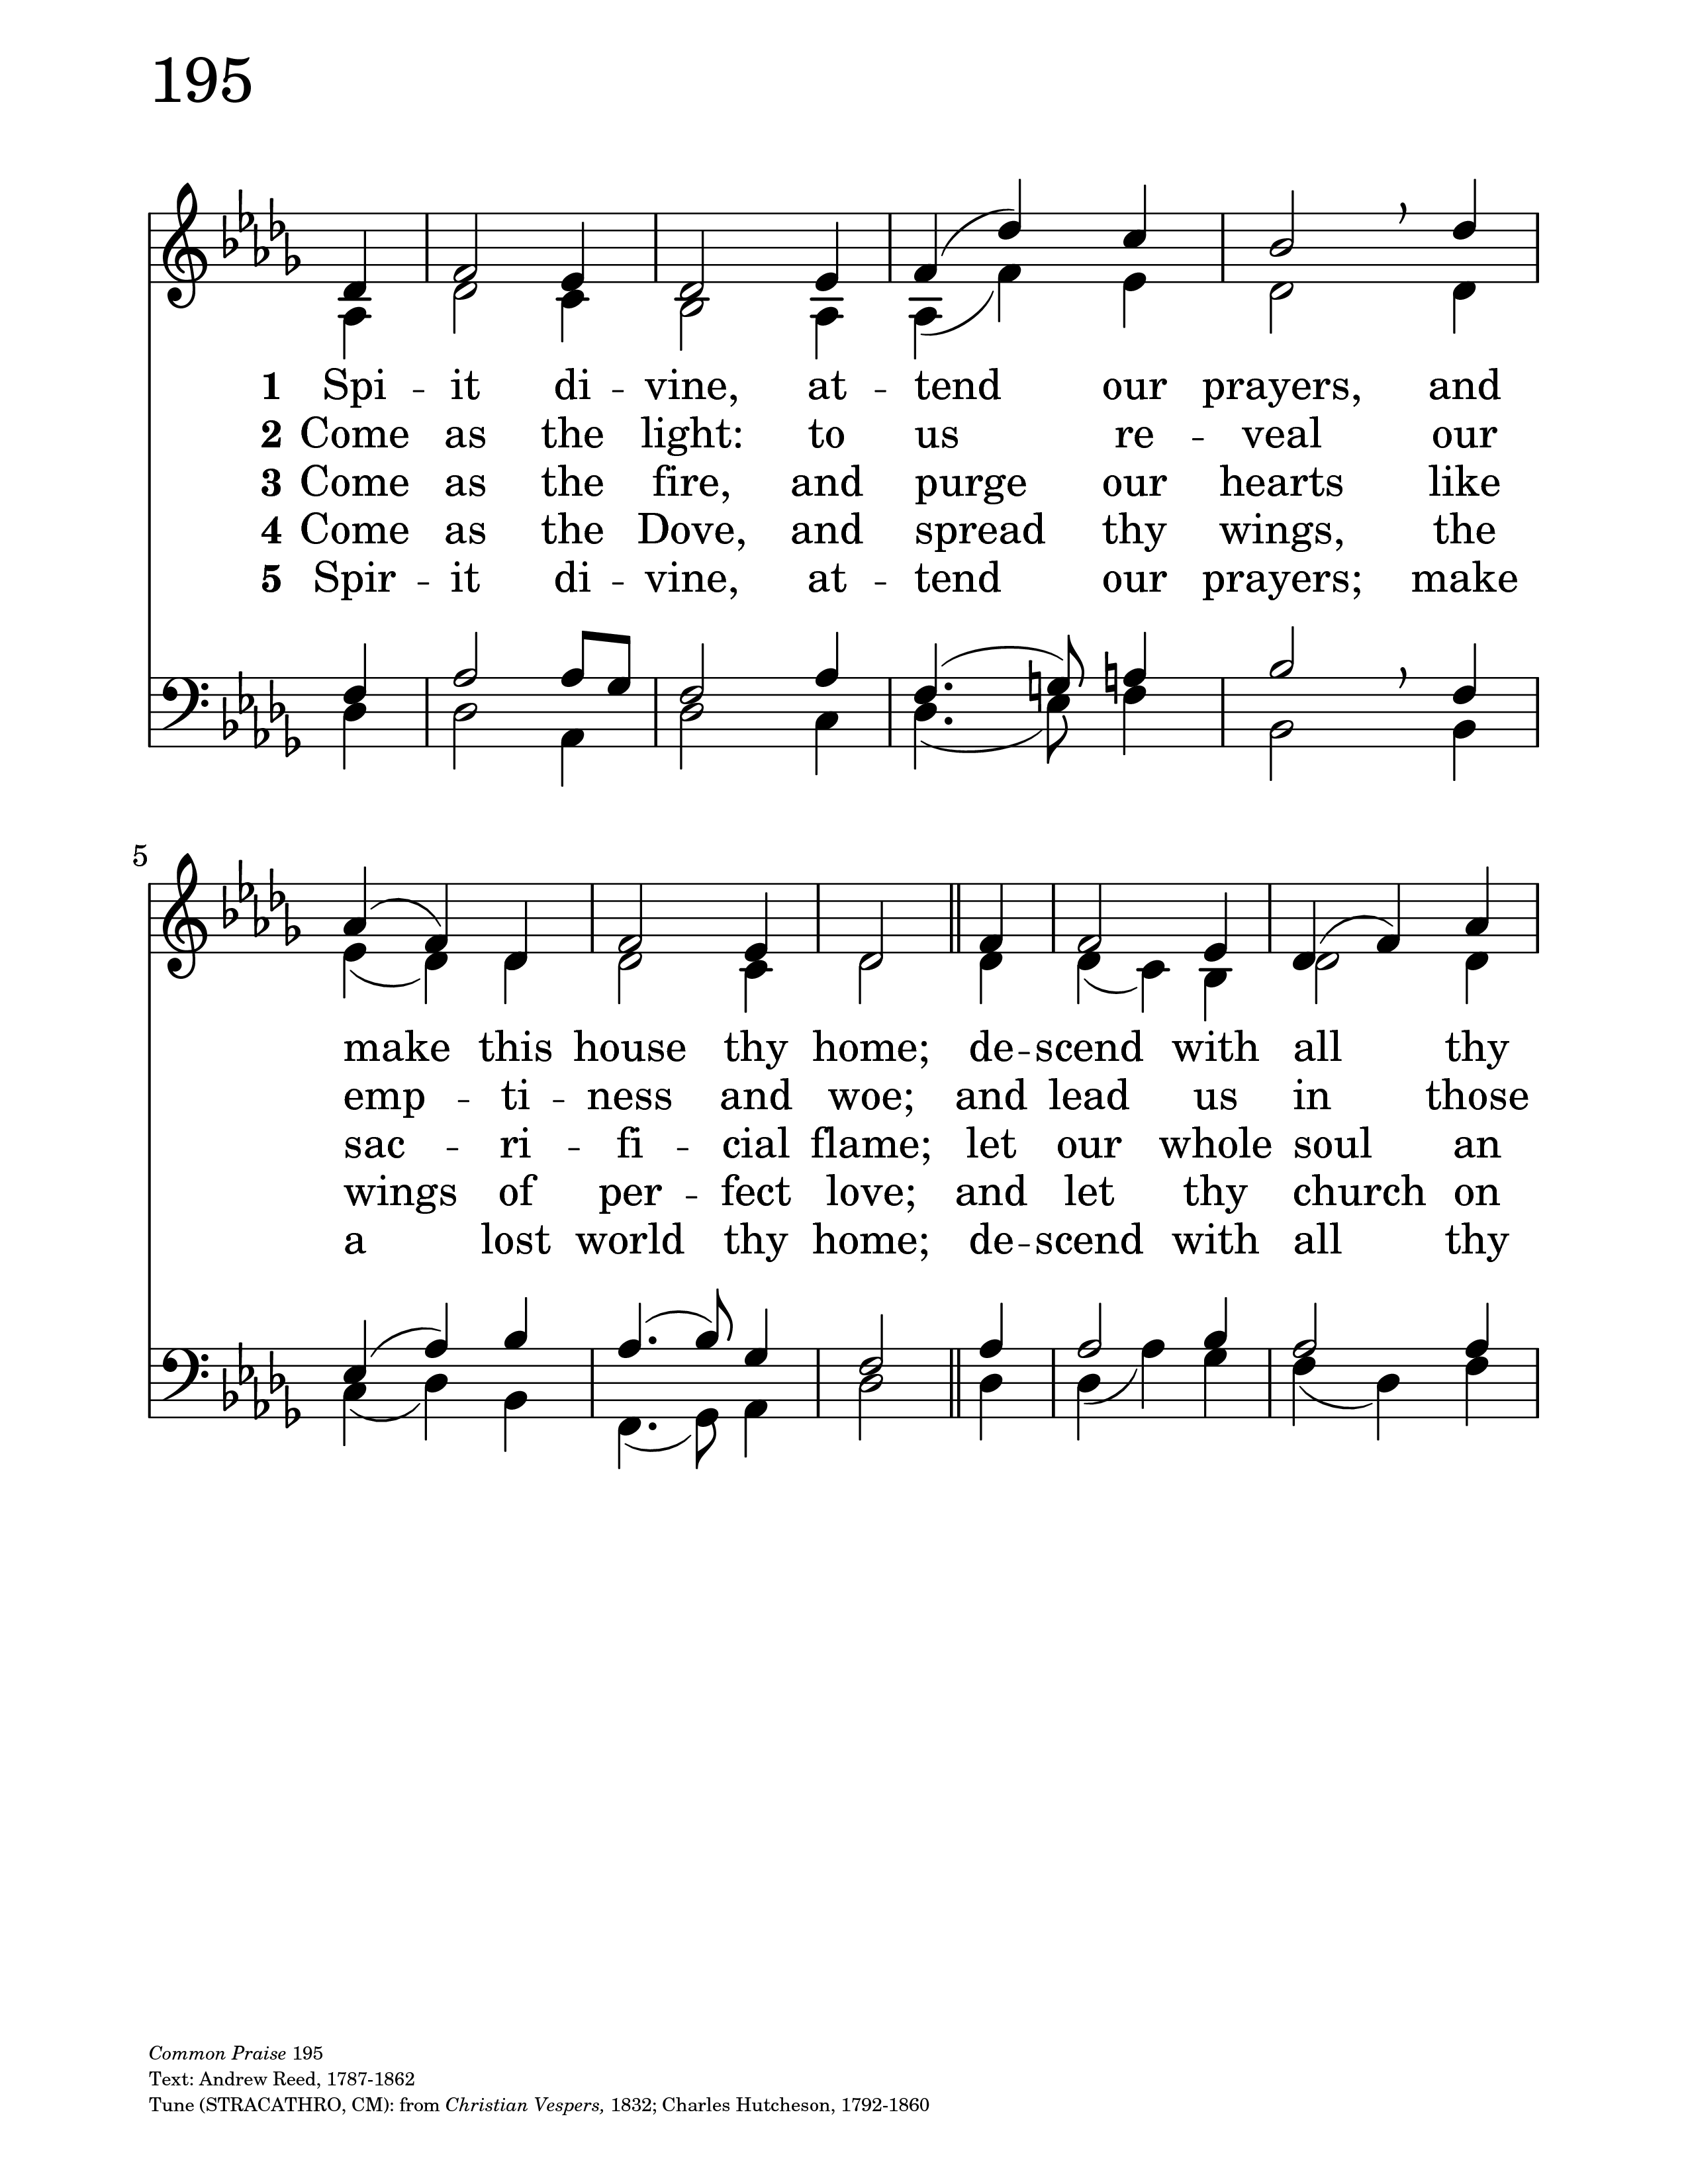 195
1 Spi - it di - vine, at - tend our prayers, and
2 Come as the light: to us re - veal our
3 Come as the fire, and purge our hearts like
4 Come as the Dove, and spread thy wings, the
5 Spir - it di - vine, at - tend our prayers; make
5
make this house thy home; de - scend with all thy
emp - ti - ness and woe; and lead us in those
sac - ri - fi - cial flame; let our whole soul an
wings of per - fect love; and let thy church on
a lost world thy home; de - scend with all thy
Common Praise 195
Text: Andrew Reed, 1787-1862
Tune (STRACATHRO, CM): from Christian Vespers, 1832; Charles Hutcheson, 1792-1860